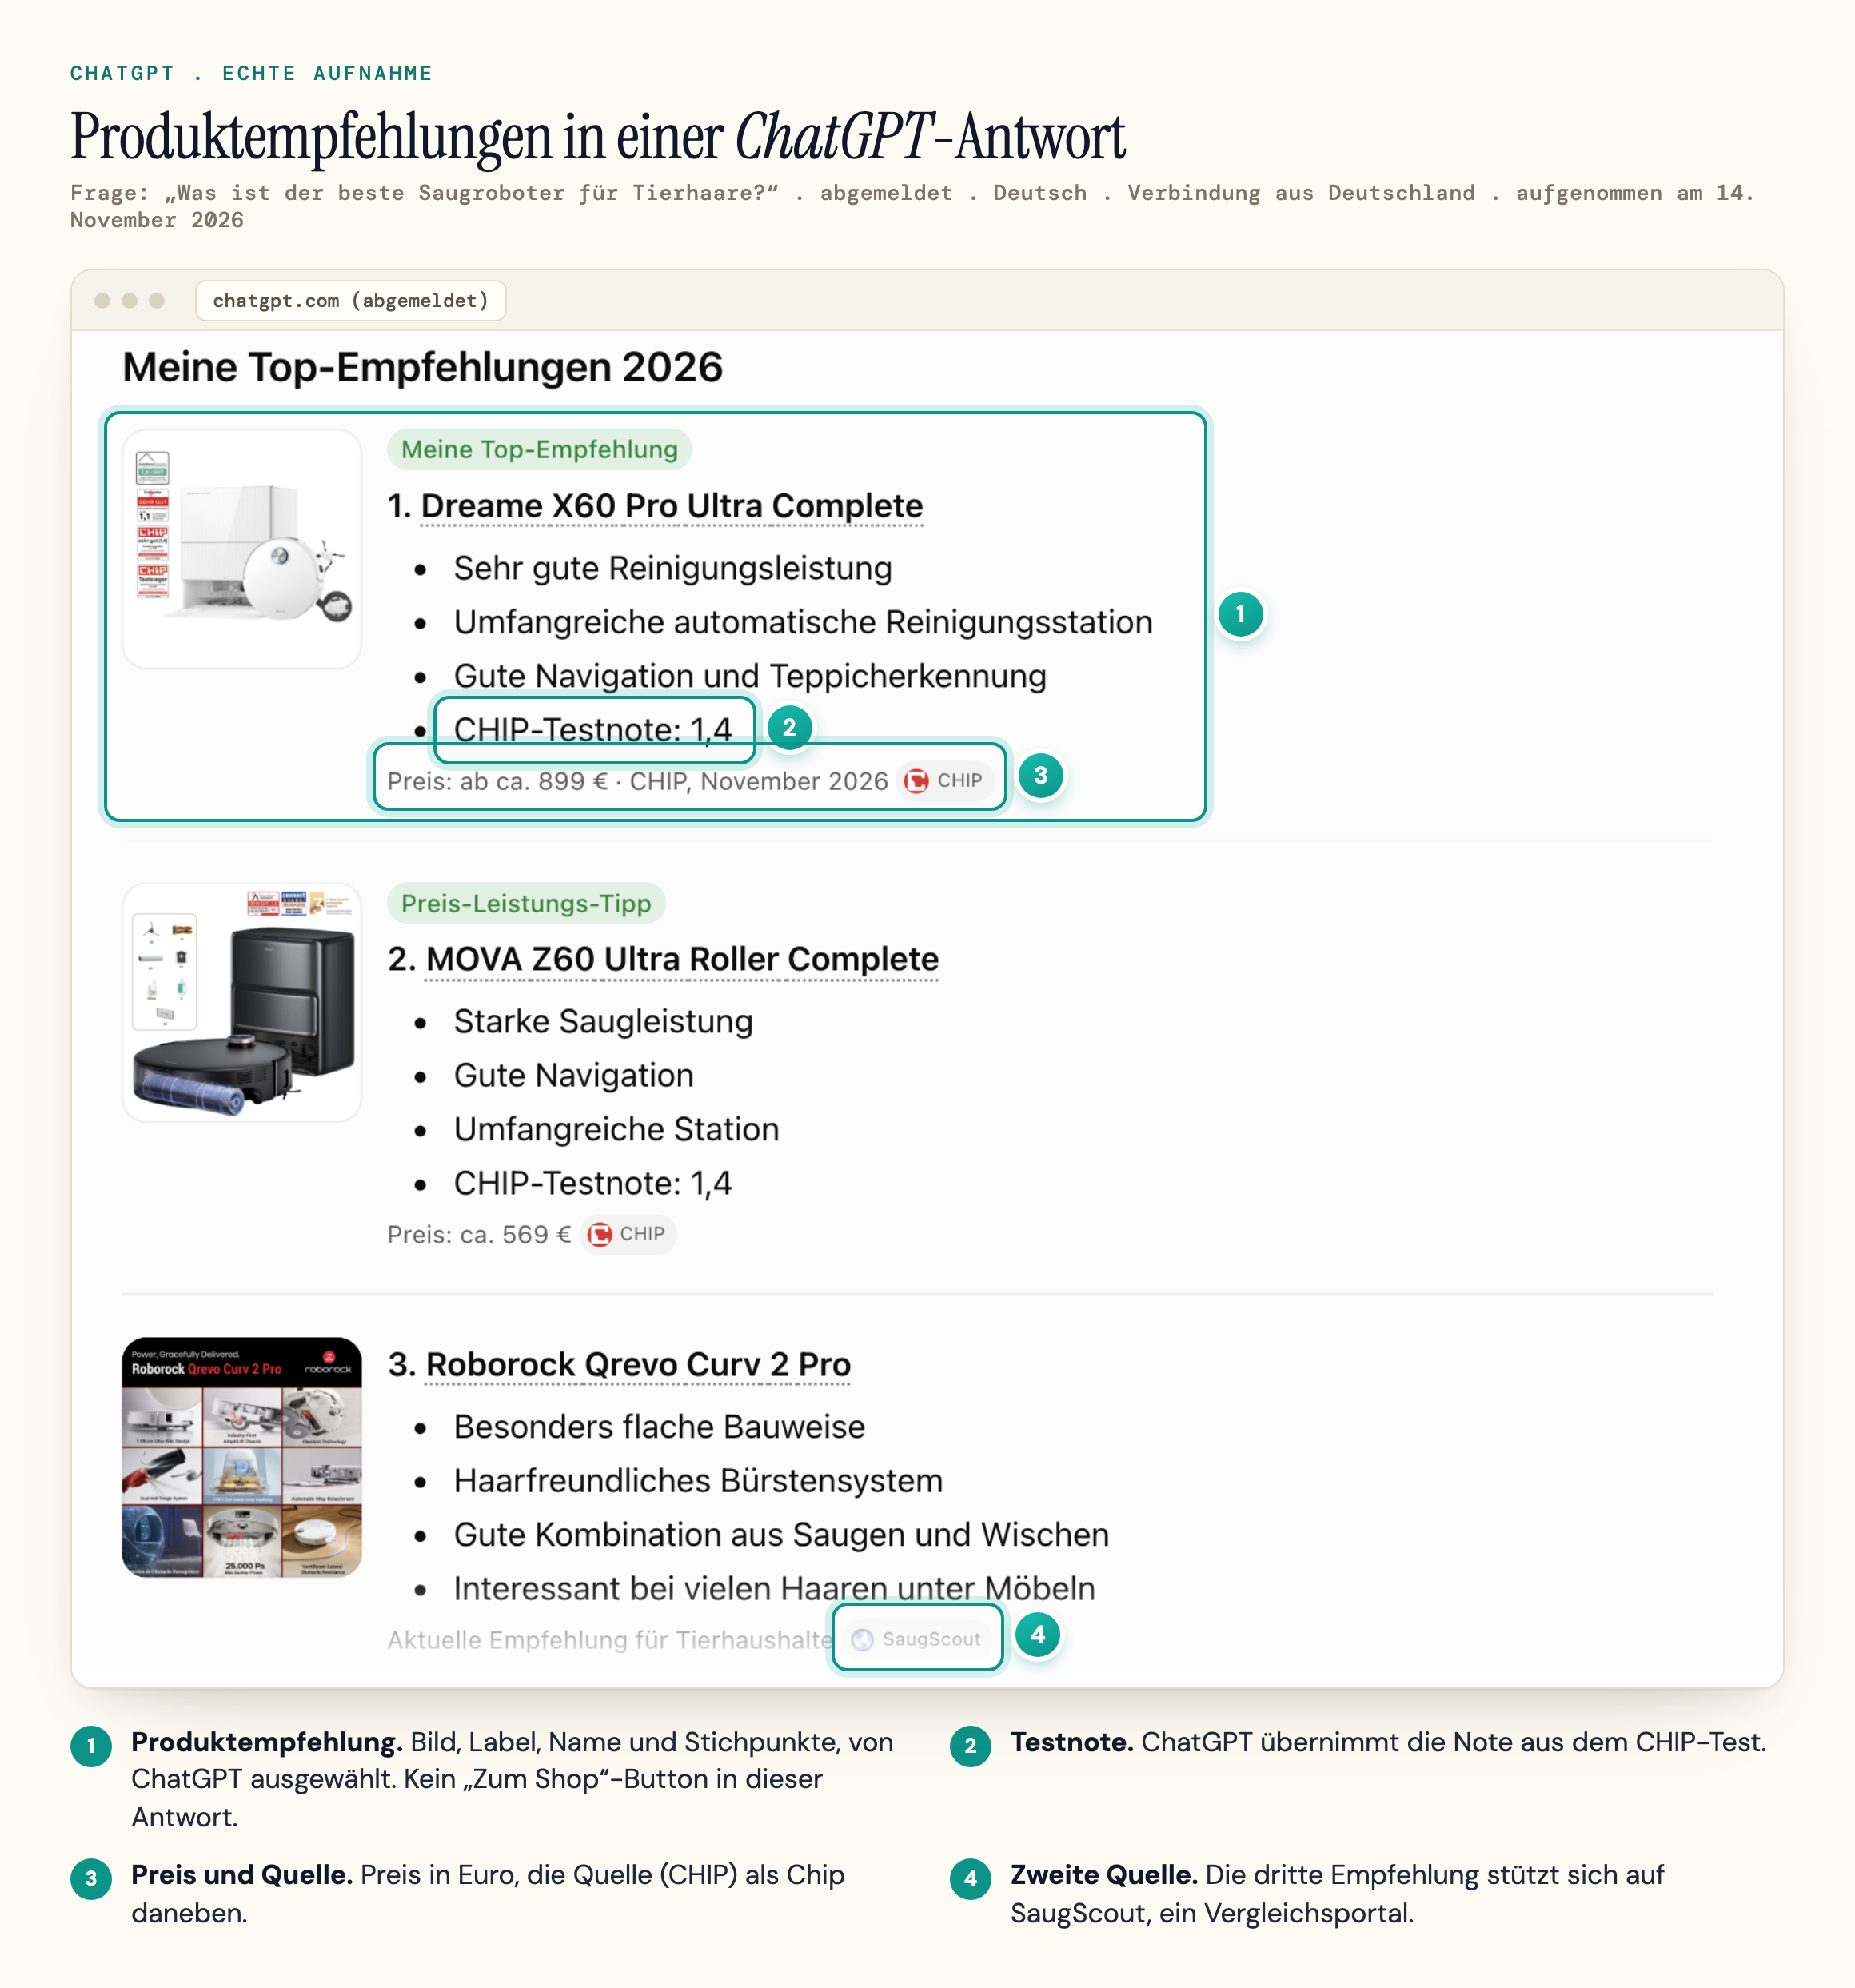 CHATGPT . ECHTE AUFNAHME
Produktempfehlungen in einer ChatGPT-Antwort
Frage: „Was ist der beste Saugroboter für Tierhaare?“ . abgemeldet . Deutsch . Verbindung aus Deutschland . aufgenommen am 14.
November 2026
chatgpt.com (abgemeldet)
Meine Top-Empfehlungen 2026
Meine Top-Empfehlung
1. Dreame X60 Pro Ultra Complete
• Sehr gute Reinigungsleistung
• Umfangreiche automatische Reinigungsstation
• Gute Navigation und Teppicherkennung
• CHIP-Testnote: 1,4
Preis: ab ca. 899 € · CHIP, November 2026 CHIP
SEHR GUT
1,1
CHIP
CHIP
Testsieger
1
2
3
Preis-Leistungs-Tipp
2. MOVA Z60 Ultra Roller Complete
• Starke Saugleistung
• Gute Navigation
• Umfangreiche Station
• CHIP-Testnote: 1,4
Preis: ca. 569 € CHIP
Power, Gracefully Delivered.
Roborock Qrevo Curv 2 Pro
roborock
25,000 Pa
3. Roborock Qrevo Curv 2 Pro
• Besonders flache Bauweise
• Haarfreundliches Bürstensystem
• Gute Kombination aus Saugen und Wischen
• Interessant bei vielen Haaren unter Möbeln
Aktuelle Empfehlung für Tierhaushalte SaugScout
4
1 Produktempfehlung. Bild, Label, Name und Stichpunkte, von
ChatGPT ausgewählt. Kein „Zum Shop“-Button in dieser
Antwort.
2 Testnote. ChatGPT übernimmt die Note aus dem CHIP-Test.
3 Preis und Quelle. Preis in Euro, die Quelle (CHIP) als Chip
daneben.
4 Zweite Quelle. Die dritte Empfehlung stützt sich auf
SaugScout, ein Vergleichsportal.